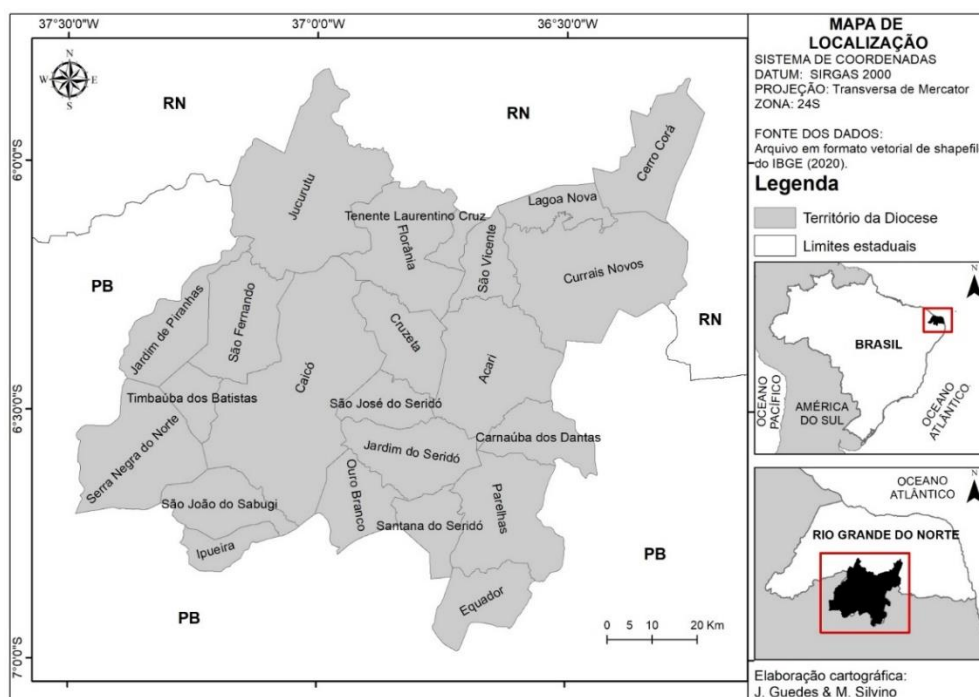 37°30'0"W
37°0'0"W
36°30'0"W
N
W
E
S
RN
RN
6°0'0"S
Cerro Corá
Jucurutu
Lagoa Nova
Tenente Laurentino Cruz
Florânia
São Vicente
Currais Novos
PB
RN
Jardim de Piranhas
São Fernando
Cruzeta
Caicó
Acari
Timbaúba dos Batistas
São José do Seridó
6°30'0"S
Serra Negra do Norte
Jardim do Seridó
Carnaúba dos Dantas
São João do Sabugi
Ouro Branco
Santana do Seridó
Parelhas
Ipueira
PB
PB
Equador
0 5 10 20 Km
7°0'0"S
MAPA DE
LOCALIZAÇÃO
SISTEMA DE COORDENADAS
DATUM: SIRGAS 2000
PROJEÇÃO: Transversa de Mercator
ZONA: 24S
FONTE DOS DADOS:
Arquivo em formato vetorial de shapefil
do IBGE (2020).
Legenda
Território da Diocese
Limites estaduais
N
BRASIL
OCEANO
PACÍFICO
AMÉRICA
DO SUL
OCEANO
ATLÂNTICO
OCEANO
ATLÂNTICO
N
RIO GRANDE DO NORTE
Elaboração cartográfica:
J. Guedes & M. Silvino